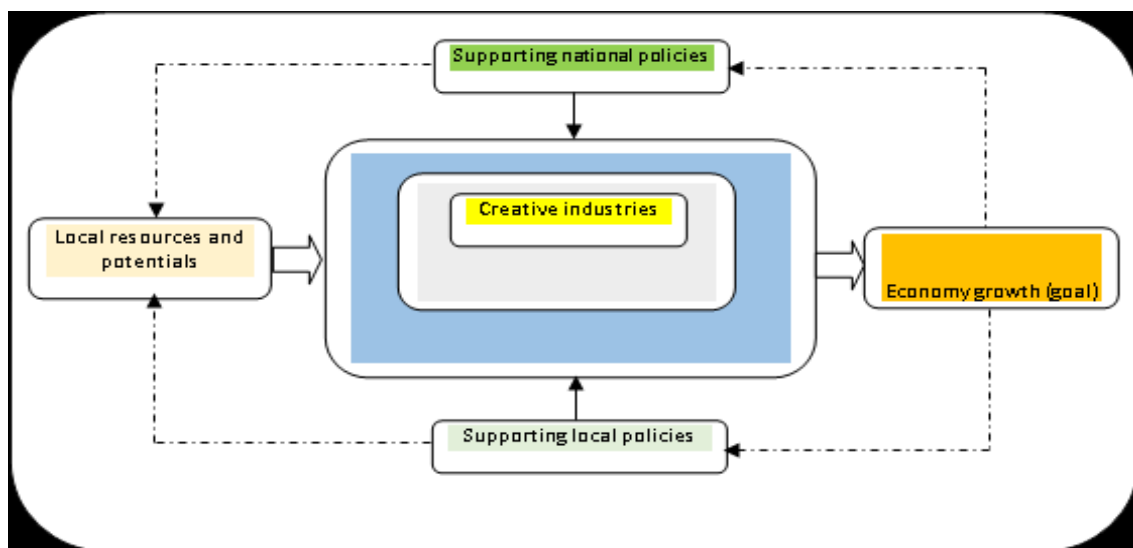 Supporting national policies
Creative industries
Local resources and
potentials
Economy growth (goal)
Supporting local policies